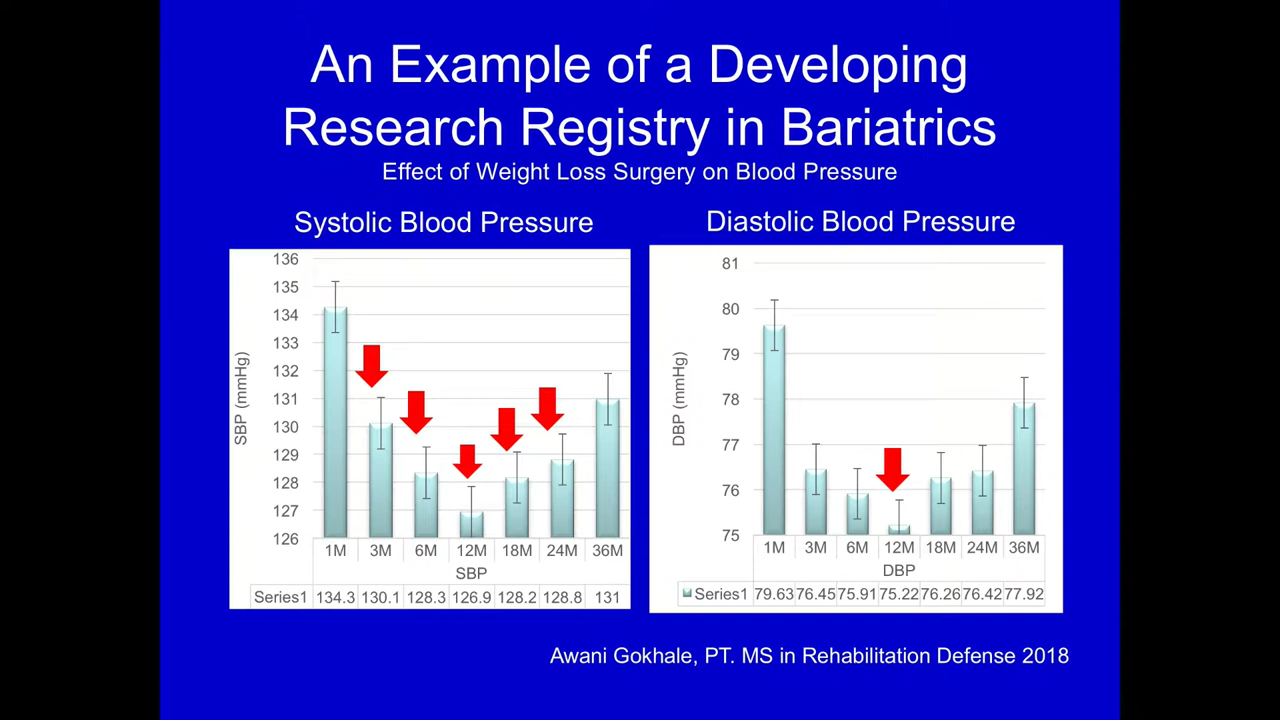 An Example of a Developing
Research Registry in Bariatrics
Effect of Weight Loss Surgery on Blood Pressure
Systolic Blood Pressure
136
135
134
133
132
131
130
129
128
127
126
SBP (mmHg)
1M 3M 6M 12M 18M 24M 36M
SBP
Series1 134.3 130.1 128.3 126.9 128.2 128.8 131
Diastolic Blood Pressure
81
80
79
78
77
76
75
DBP (mmHg)
1M 3M 6M 12M 18M 24M 36M
DBP
Series1 79.63 76.45 75.91 75.22 76.26 76.42 77.92
Awani Gokhale, PT. MS in Rehabilitation Defense 2018